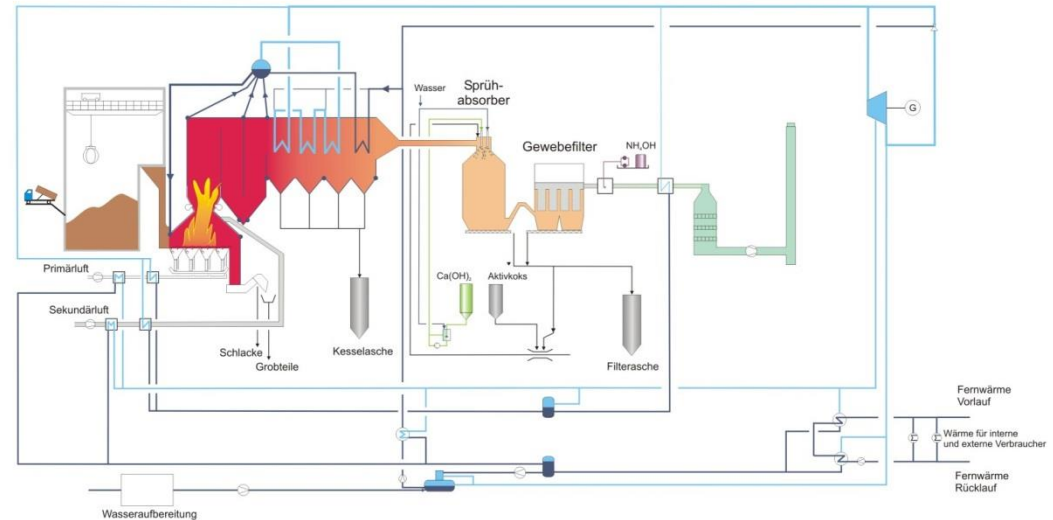 Wasser
Sprüh-
absorber
Gewebefilter
NH₄OH
G
Primärluft
Sekundärluft
Ca(OH)₂
Aktivkoks
Schlacke
Grobteile
Kesselasche
Filterasche
Fernwärme
Vorlauf
Wärme für interne
und externe Verbraucher
Fernwärme
Rücklauf
Wasseraufbereitung